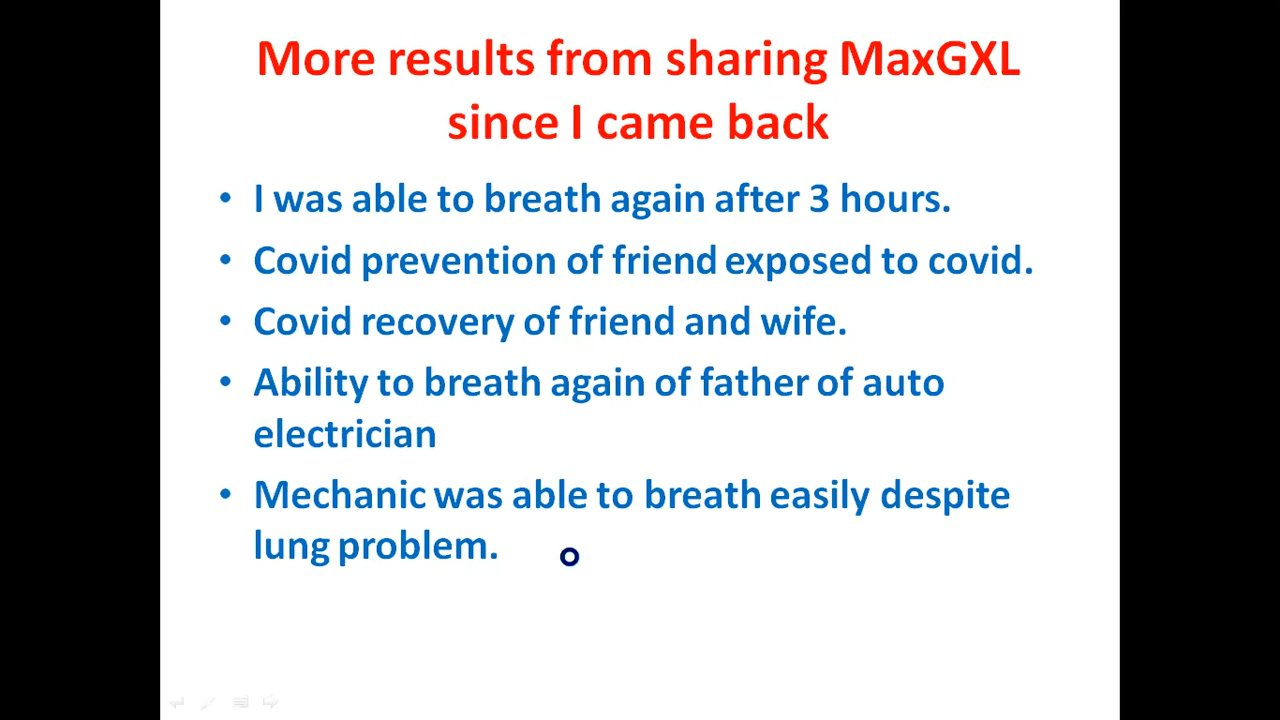 More results from sharing MaxGXL
since I came back
• I was able to breath again after 3 hours.
• Covid prevention of friend exposed to covid.
• Covid recovery of friend and wife.
• Ability to breath again of father of auto
electrician
• Mechanic was able to breath easily despite
lung problem.